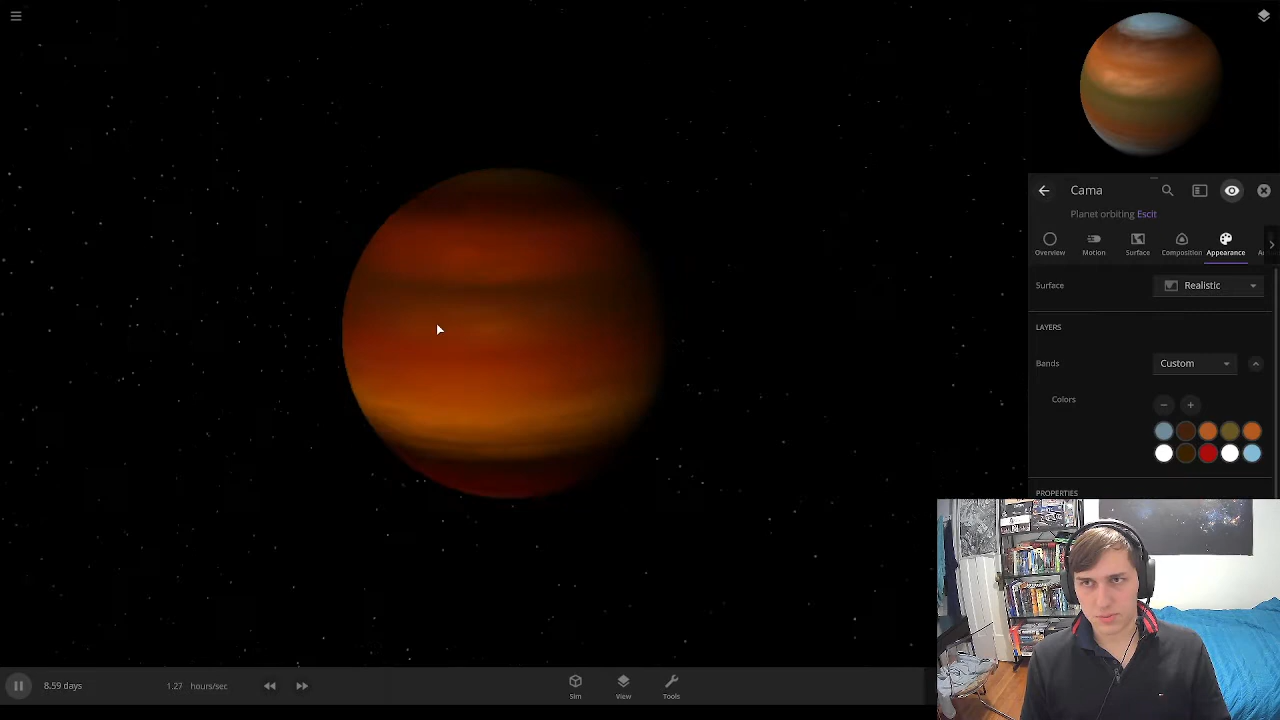 Cama
Planet orbiting Escit
Overview
Motion
Surface
Composition
Appearance
Surface
Realistic
LAYERS
Bands
Custom
Colors
PROPERTIES
8.59 days
1.27 hours/sec
Sim
View
Tools